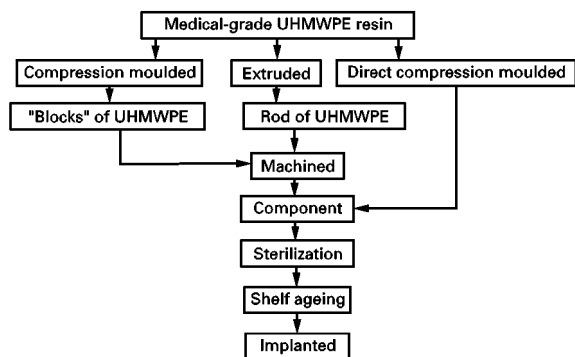 Medical-grade UHMWPE resin
Compression moulded
Extruded
Direct compression moulded
"Blocks" of UHMWPE
Rod of UHMWPE
Machined
Component
Sterilization
Shelf ageing
Implanted